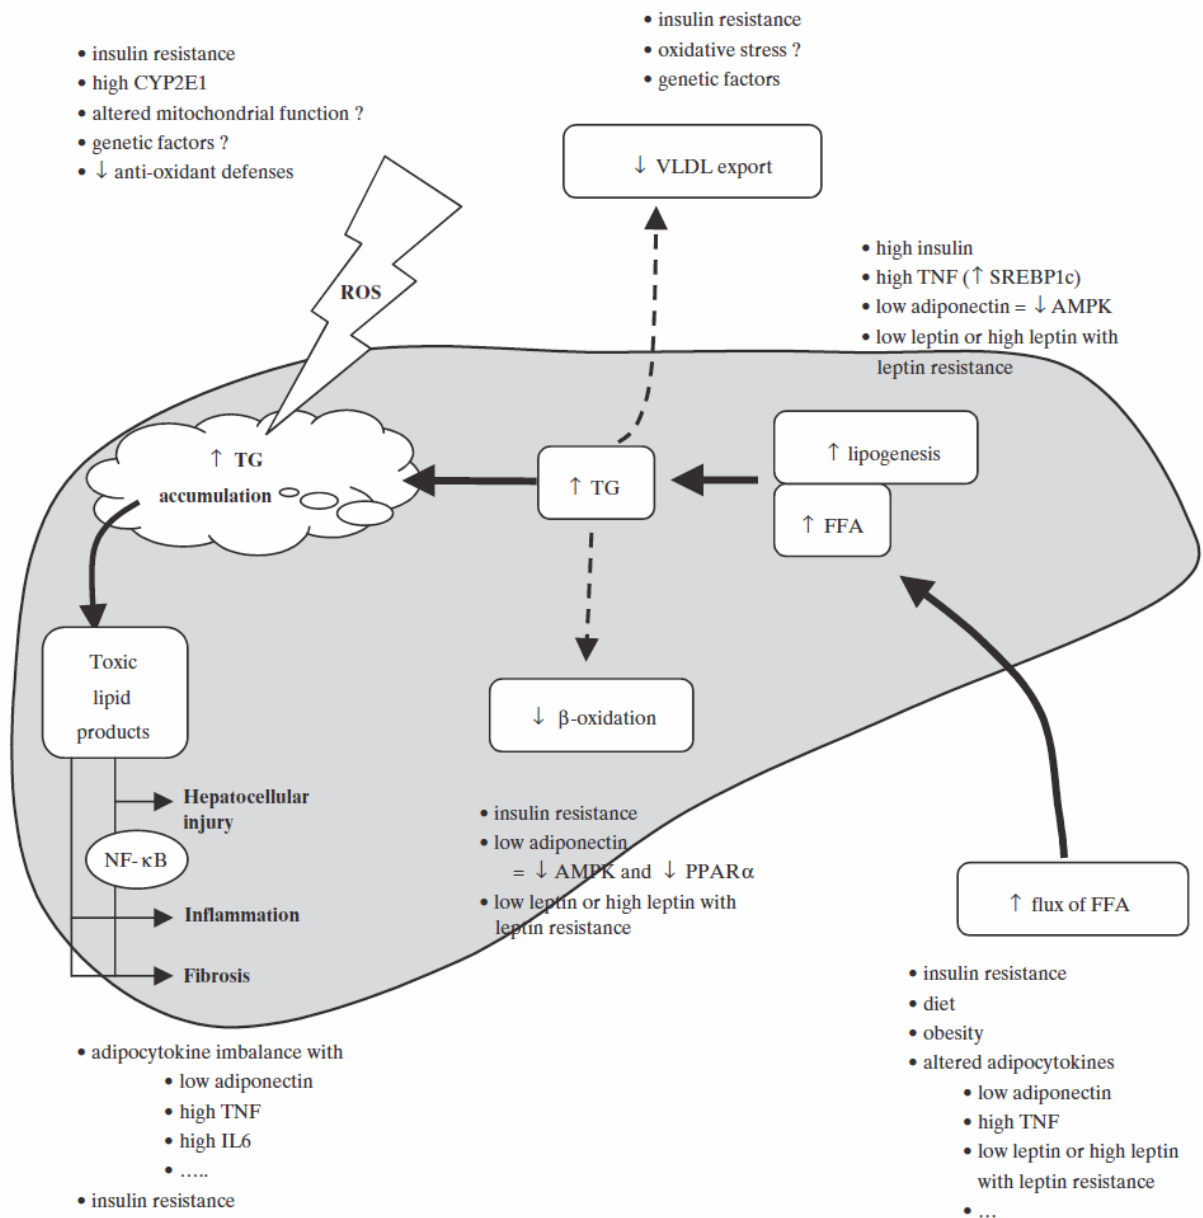 • insulin resistance
• oxidative stress ?
• genetic factors
• insulin resistance
• high CYP2E1
• altered mitochondrial function ?
• genetic factors ?
• ↓ anti-oxidant defenses
↓ VLDL export
• high insulin
• high TNF (↑ SREBP1c)
• low adiponectin = ↓ AMPK
• low leptin or high leptin with
leptin resistance
ROS
↑ TG
accumulation
↑ TG
↑ lipogenesis
↑ FFA
Toxic
lipid
products
↓ β-oxidation
Hepatocellular
injury
NF-κB
Inflammation
Fibrosis
• insulin resistance
• low adiponectin
= ↓ AMPK and ↓ PPARα
• low leptin or high leptin with
leptin resistance
↑ flux of FFA
• insulin resistance
• diet
• obesity
• altered adipocytokines
• low adiponectin
• high TNF
• low leptin or high leptin
with leptin resistance
• ...
• adipocytokine imbalance with
• low adiponectin
• high TNF
• high IL6
• .....
• insulin resistance